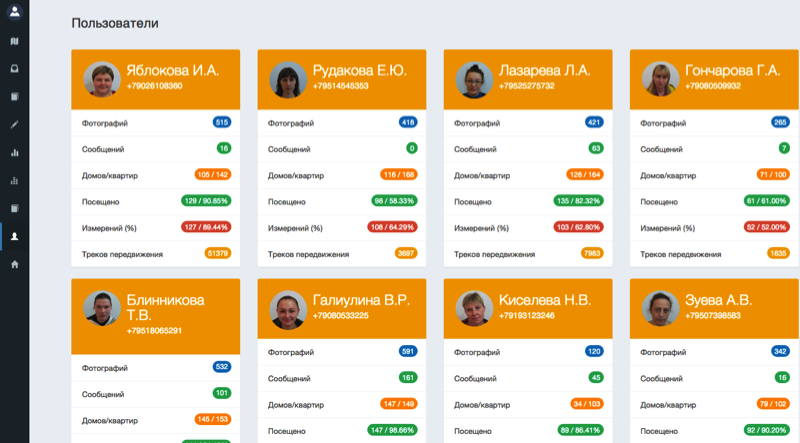 Пользователи
Яблокова И.А.
+79026108360
Фотографий 515
Сообщений 16
Домов/квартир 105 / 142
Посещено 129 / 90.85%
Измерений (%) 127 / 89.44%
Треков передвижения 51379
Рудакова Е.Ю.
+79514545353
Фотографий 418
Сообщений 0
Домов/квартир 116 / 168
Посещено 98 / 58.33%
Измерений (%) 108 / 64.29%
Треков передвижения 3697
Лазарева Л.А.
+79525275732
Фотографий 421
Сообщений 63
Домов/квартир 126 / 164
Посещено 135 / 82.32%
Измерений (%) 103 / 62.80%
Треков передвижения 7983
Гончарова Г.А.
+79080509932
Фотографий 265
Сообщений 7
Домов/квартир 71 / 100
Посещено 61 / 61.00%
Измерений (%) 52 / 52.00%
Треков передвижения 1635
Блинникова
Т.В.
+79518065291
Фотографий 532
Сообщений 101
Домов/квартир 145 / 153
Галиулина В.Р.
+79080533225
Фотографий 591
Сообщений 161
Домов/квартир 147 / 149
Посещено 147 / 98.66%
Киселева Н.В.
+79193123246
Фотографий 120
Сообщений 45
Домов/квартир 34 / 103
Посещено 89 / 86.41%
Зуева А.В.
+79507398583
Фотографий 342
Сообщений 16
Домов/квартир 79 / 102
Посещено 92 / 90.20%